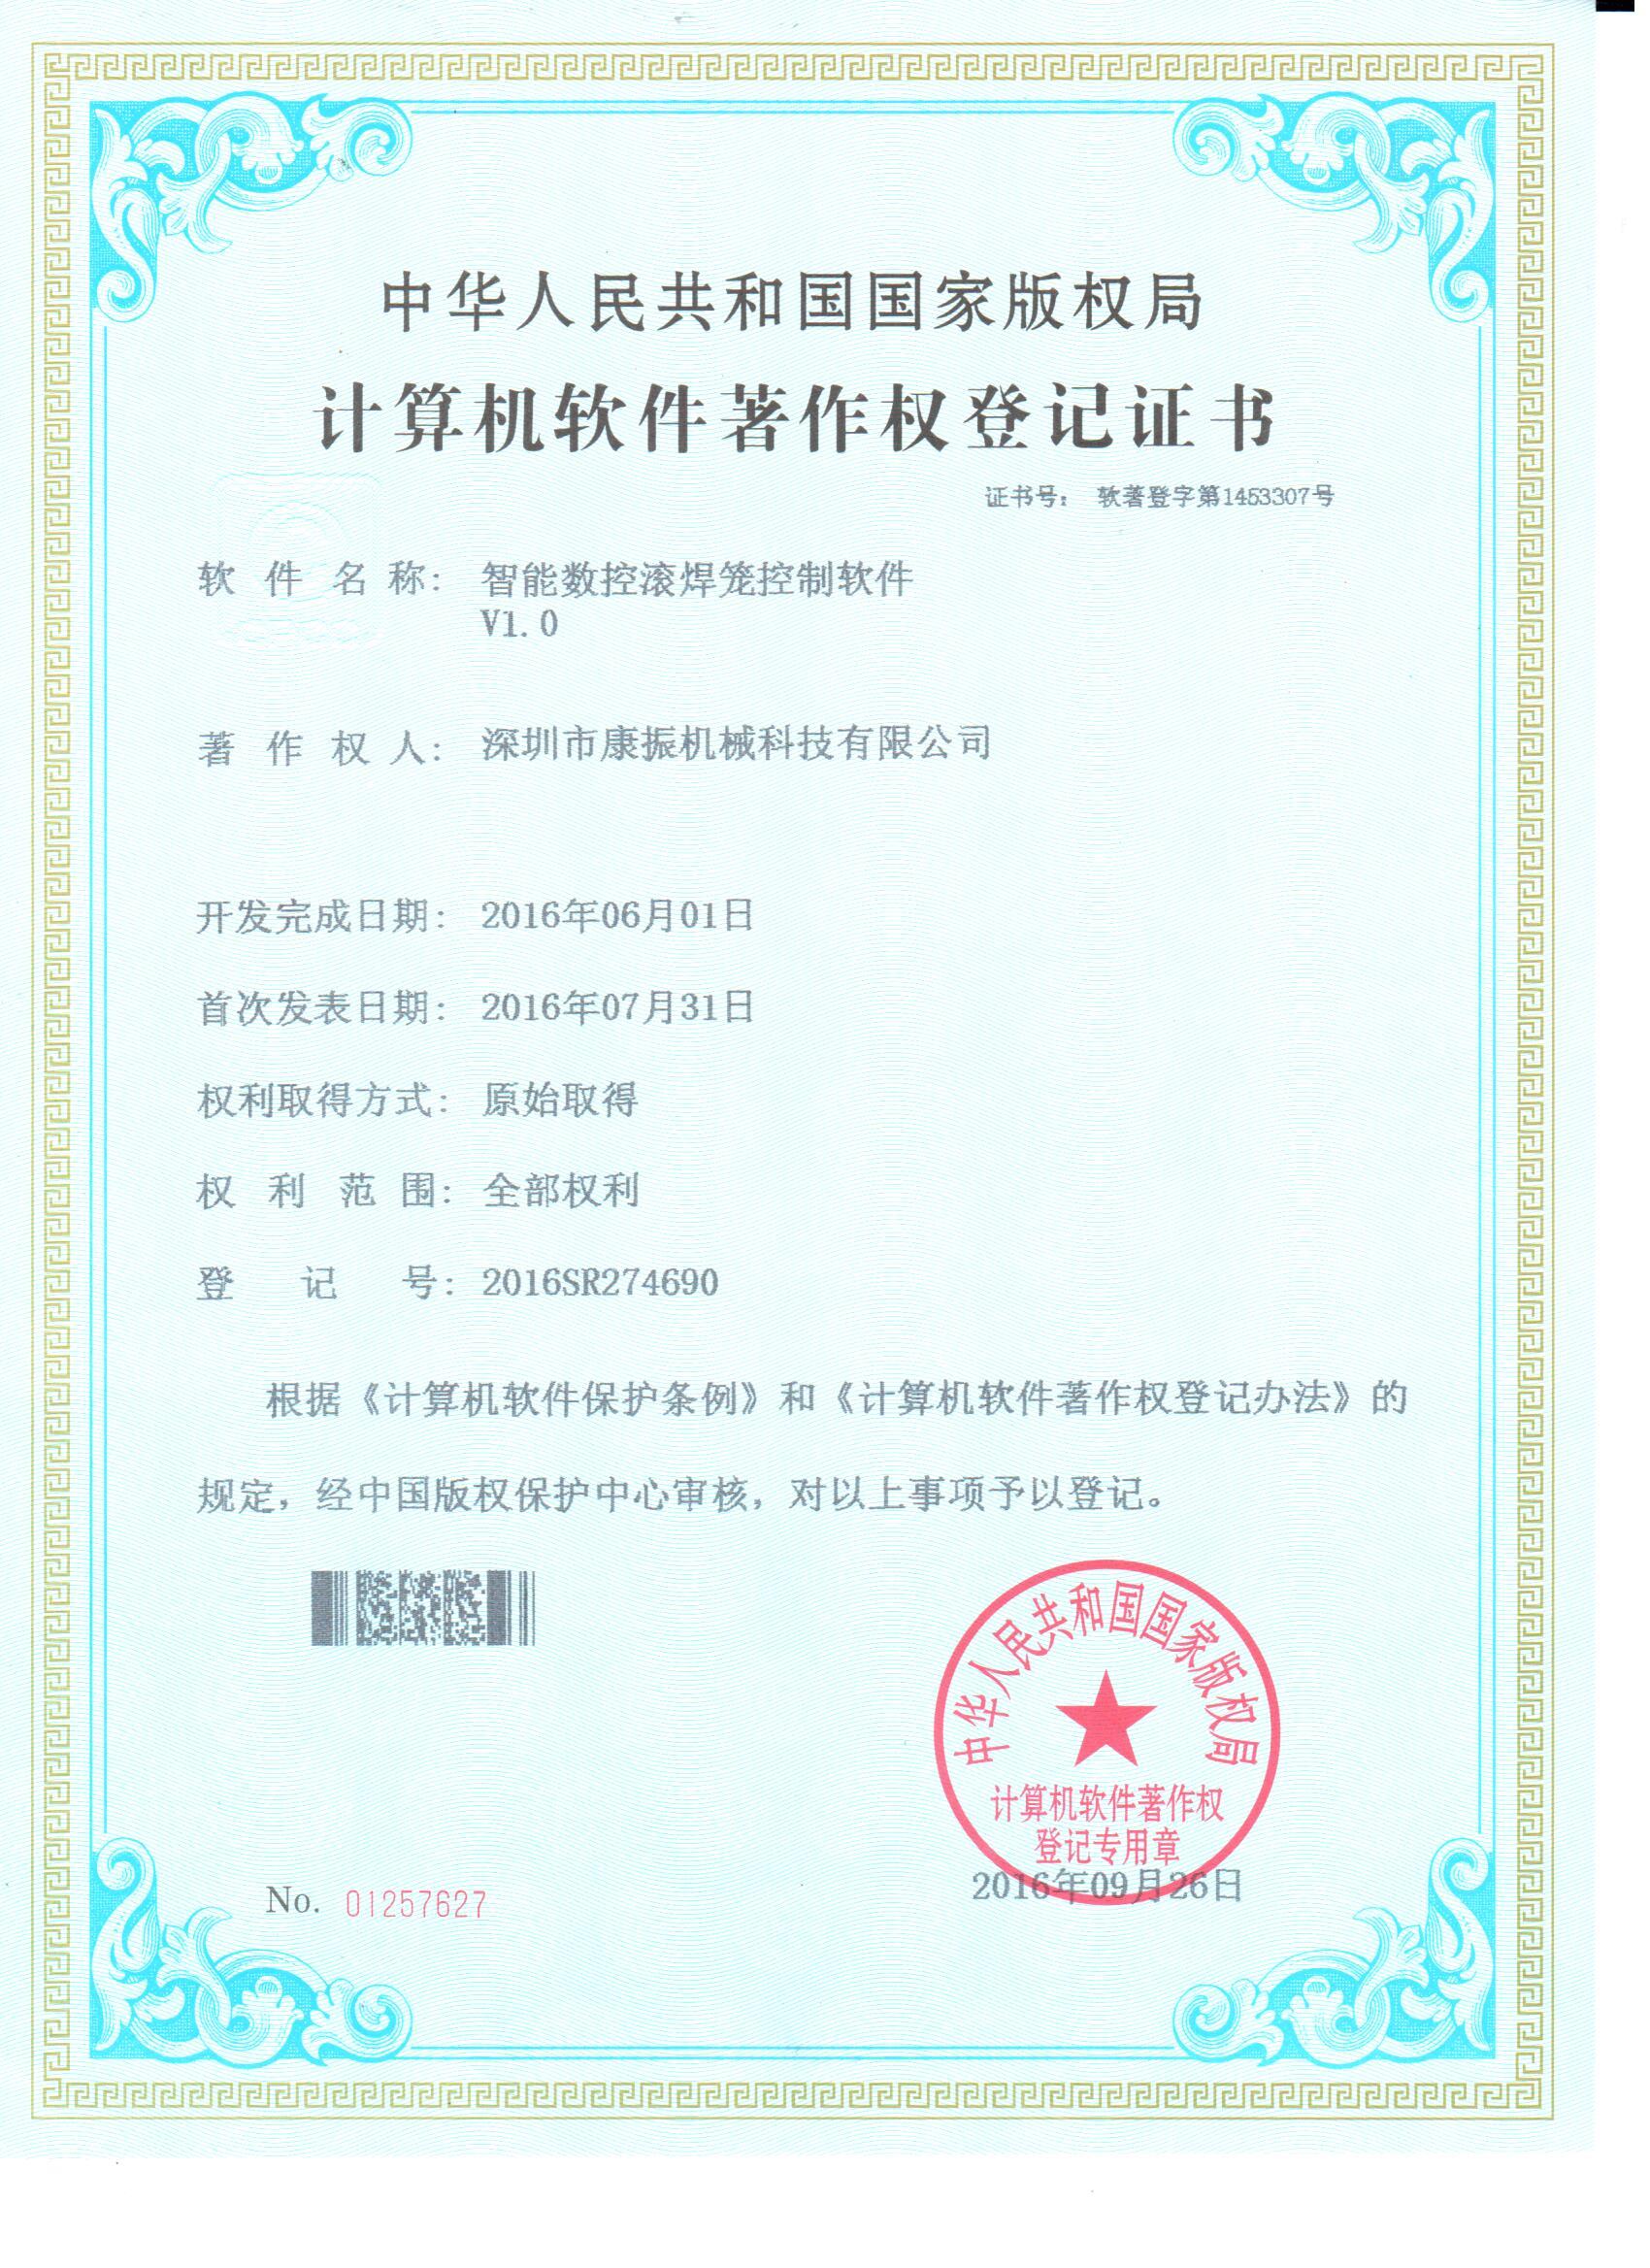 中华人民共和国国家版权局
计算机软件著作权登记证书
证书号： 软著登字第1453307号
软件名称： 智能数控滚焊笼控制软件
V1.0
著作权人： 深圳市康振机械科技有限公司
开发完成日期： 2016年06月01日
首次发表日期： 2016年07月31日
权利取得方式： 原始取得
权利范围： 全部权利
登记号： 2016SR274690
根据《计算机软件保护条例》和《计算机软件著作权登记办法》的
规定，经中国版权保护中心审核，对以上事项予以登记。
中华人民共和国国家版权局
计算机软件著作权
登记专用章
2016年09月26日
No. 01257627